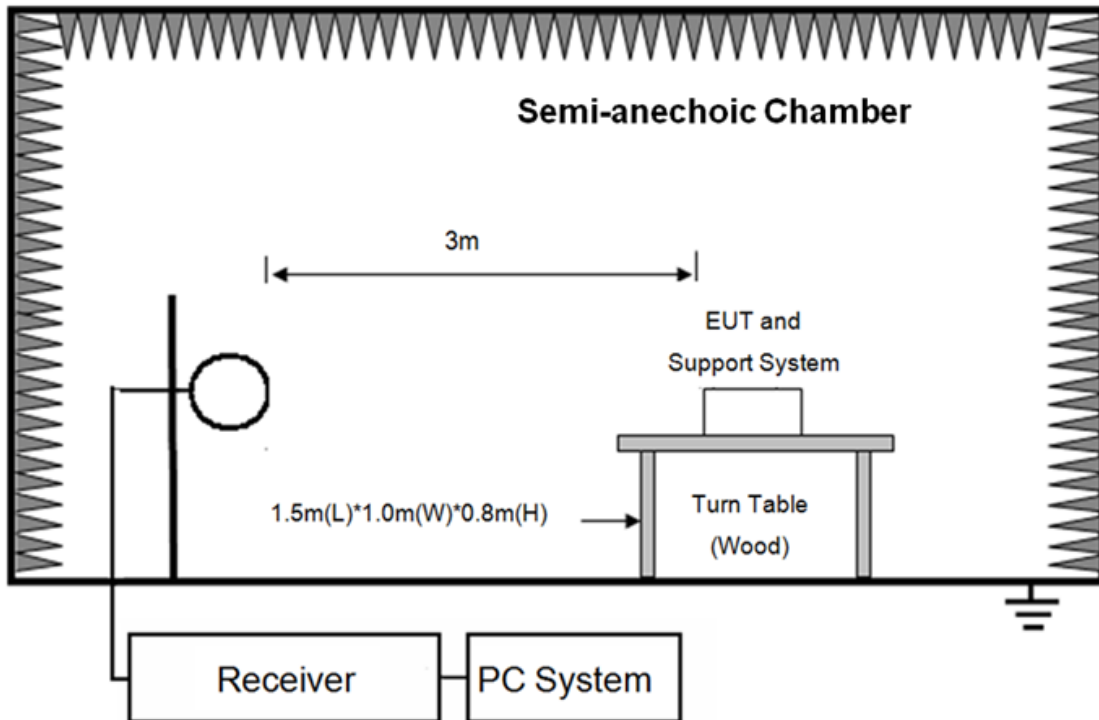 Semi-anechoic Chamber
3m
EUT and
Support System
1.5m(L)*1.0m(W)*0.8m(H)
Turn Table
(Wood)
Receiver
PC System